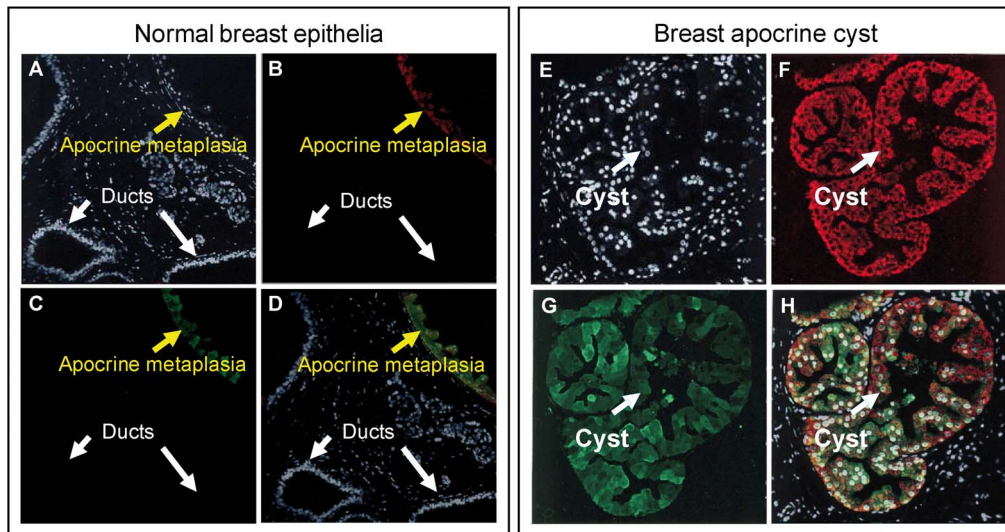 Normal breast epithelia
Breast apocrine cyst
A
Apocrine metaplasia
Ducts
B
Apocrine metaplasia
Ducts
C
Apocrine metaplasia
Ducts
D
Apocrine metaplasia
Ducts
E
Cyst
F
Cyst
G
Cyst
H
Cyst